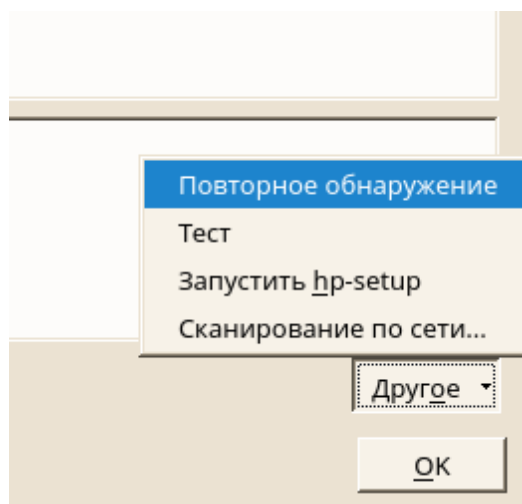 Повторное обнаружение
Тест
Запустить hp-setup
Сканирование по сети...
Другое
OK